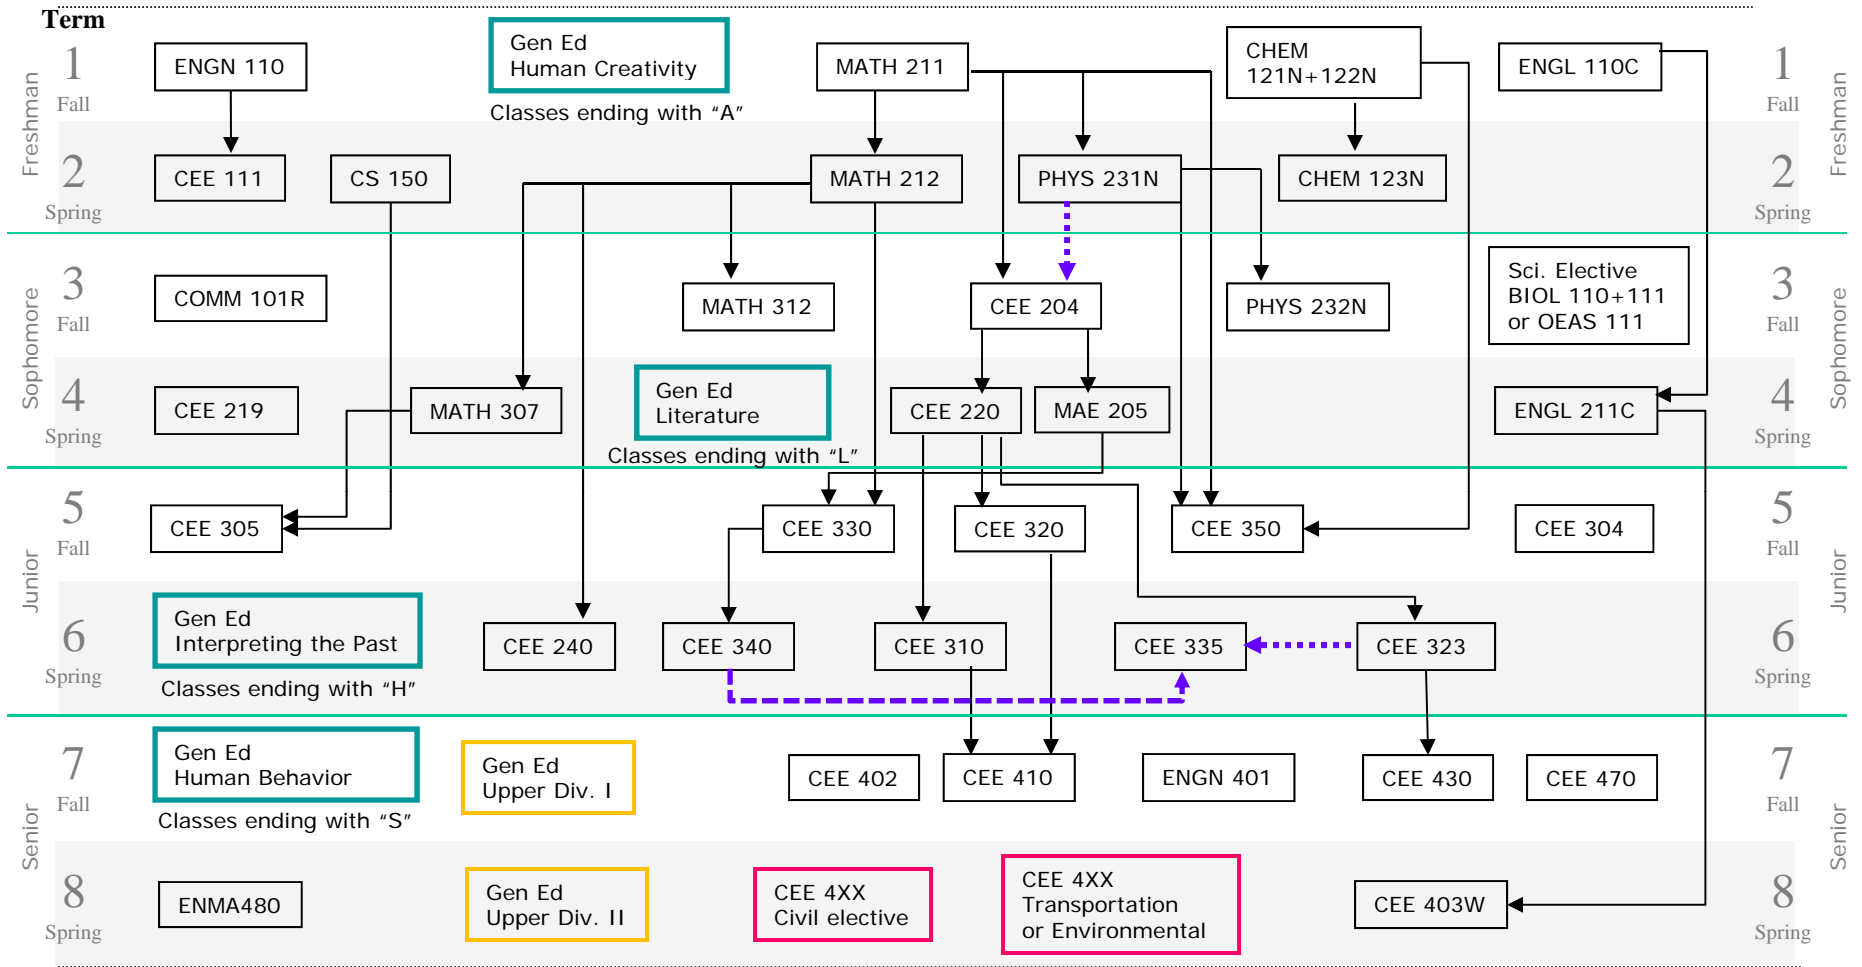 Term
Freshman
1
Fall
ENGN 110
Gen Ed
Human Creativity
Classes ending with “A”
MATH 211
CHEM
121N+122N
ENGL 110C
1
Fall
Freshman
2
Spring
CEE 111
CS 150
MATH 212
PHYS 231N
CHEM 123N
2
Spring
Sophomore
3
Fall
COMM 101R
MATH 312
CEE 204
PHYS 232N
Sci. Elective
BIOL 110+111
or OEAS 111
3
Fall
Sophomore
4
Spring
CEE 219
MATH 307
Gen Ed
Literature
Classes ending with “L”
CEE 220
MAE 205
ENGL 211C
4
Spring
Junior
5
Fall
CEE 305
CEE 330
CEE 320
CEE 350
CEE 304
5
Fall
Junior
6
Spring
Gen Ed
Interpreting the Past
Classes ending with “H”
CEE 240
CEE 340
CEE 310
CEE 335
CEE 323
6
Spring
Senior
7
Fall
Gen Ed
Human Behavior
Classes ending with “S”
Gen Ed
Upper Div. I
CEE 402
CEE 410
ENGN 401
CEE 430
CEE 470
7
Fall
Senior
8
Spring
ENMA480
Gen Ed
Upper Div. II
CEE 4XX
Civil elective
CEE 4XX
Transportation
or Environmental
CEE 403W
8
Spring